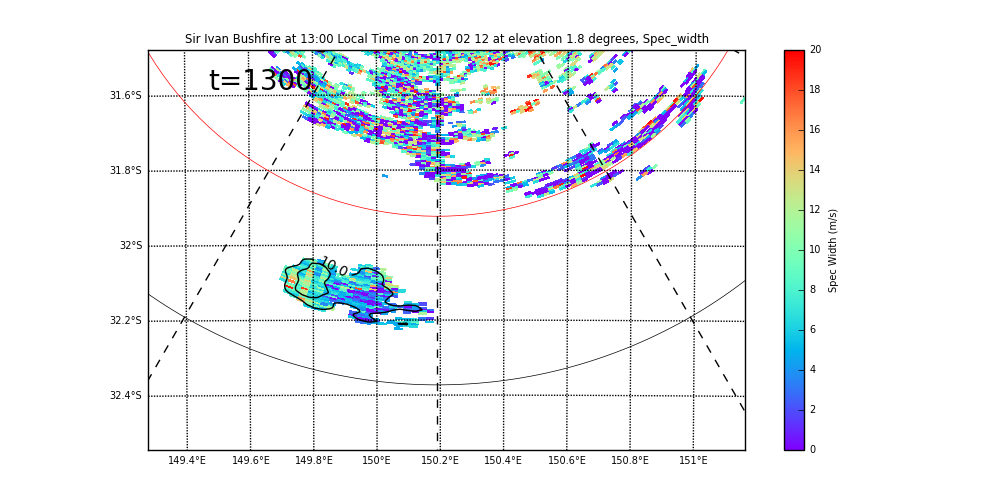 Sir Ivan Bushfire at 13:00 Local Time on 2017 02 12 at elevation 1.8 degrees, Spec_width
t=1300
31.6°S
31.8°S
32°S
32.2°S
32.4°S
10.0
149.4°E 149.6°E 149.8°E 150°E 150.2°E 150.4°E 150.6°E 150.8°E 151°E
20
18
16
14
12
10
8
6
4
2
0
Spec Width (m/s)